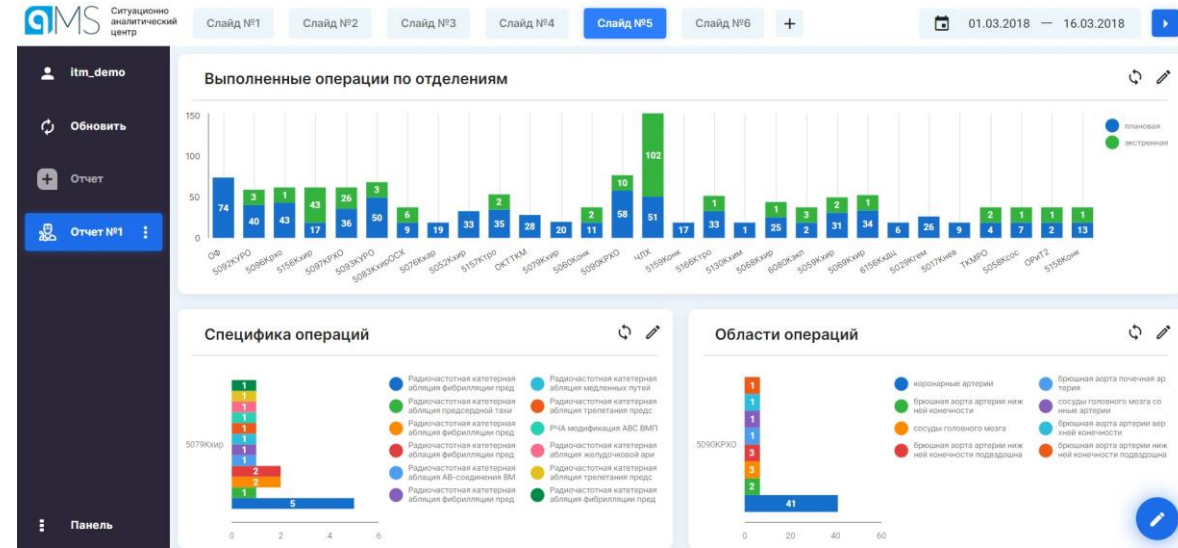 qMS
Ситуационно
аналитический
центр
Слайд №1
Слайд №2
Слайд №3
Слайд №4
Слайд №5
Слайд №6
+
01.03.2018 — 16.03.2018
itm_demo
Обновить
Отчет
Отчет №1
Панель
Выполненные операции по отделениям
150
100
50
0
плановая
экстренная
3 1 43 26 3 6 2 2 10 102 1 1 3 2 1 2 1 1 1
74 40 43 17 36 50 9 19 33 35 28 20 11 58 51 17 33 1 25 2 31 34 6 26 9 4 7 2 13
ОФ 5092КУРО 5096Крхо 5156Кхир 5097КРХО 5093КУРО 5083КхирОСХ 5076Ккар 5052Кхир 5157Ктро ОКТТКМ 5079Кхир 5060Конк 5090КРХО ЧЛХ 5159Конк 5166Ктро 5130Кхим 5068Кхир 6080Какп 5059Кхир 5069Кхир 6156Ккдц 5029Кгем 5017Кнев ТКМРО 5058Ксос ОРиТ2 5158Конк
Специфика операций
5079Кхир
1
1
1
1
1
1
1
1
2
2
1
5
0 2 4 6
Радиочастотная катетерная
абляция фибрилляции пред
Радиочастотная катетерная
абляция предсердной тахи
Радиочастотная катетерная
абляция фибрилляции пред
Радиочастотная катетерная
абляция фибрилляции пред
Радиочастотная катетерная
аблация АВ-соединения ВМ
Радиочастотная катетерная
абляция фибрилляции пред
Радиочастотная катетерная
абляция медленных путей
Радиочастотная катетерная
абляция трепетания предс
РЧА модификация АВС ВМП
Радиочастотная катетерная
абляция желудочковой ари
Радиочастотная катетерная
абляция трепетания предс
Радиочастотная катетерная
абляция фибрилляции пред
Области операций
5090КРХО
1
1
1
1
3
3
2
41
0 20 40 60
коронарные артерии
брюшная аорта артерии ниж
ней конечности
сосуды головного мозга
брюшная аорта артерии ниж
ней конечности подвздошна
брюшная аорта почечная ар
терия
сосуды головного мозга со
нные артерии
брюшная аорта артерии вер
хней конечности
брюшная аорта артерии ниж
ней конечности подвздошна